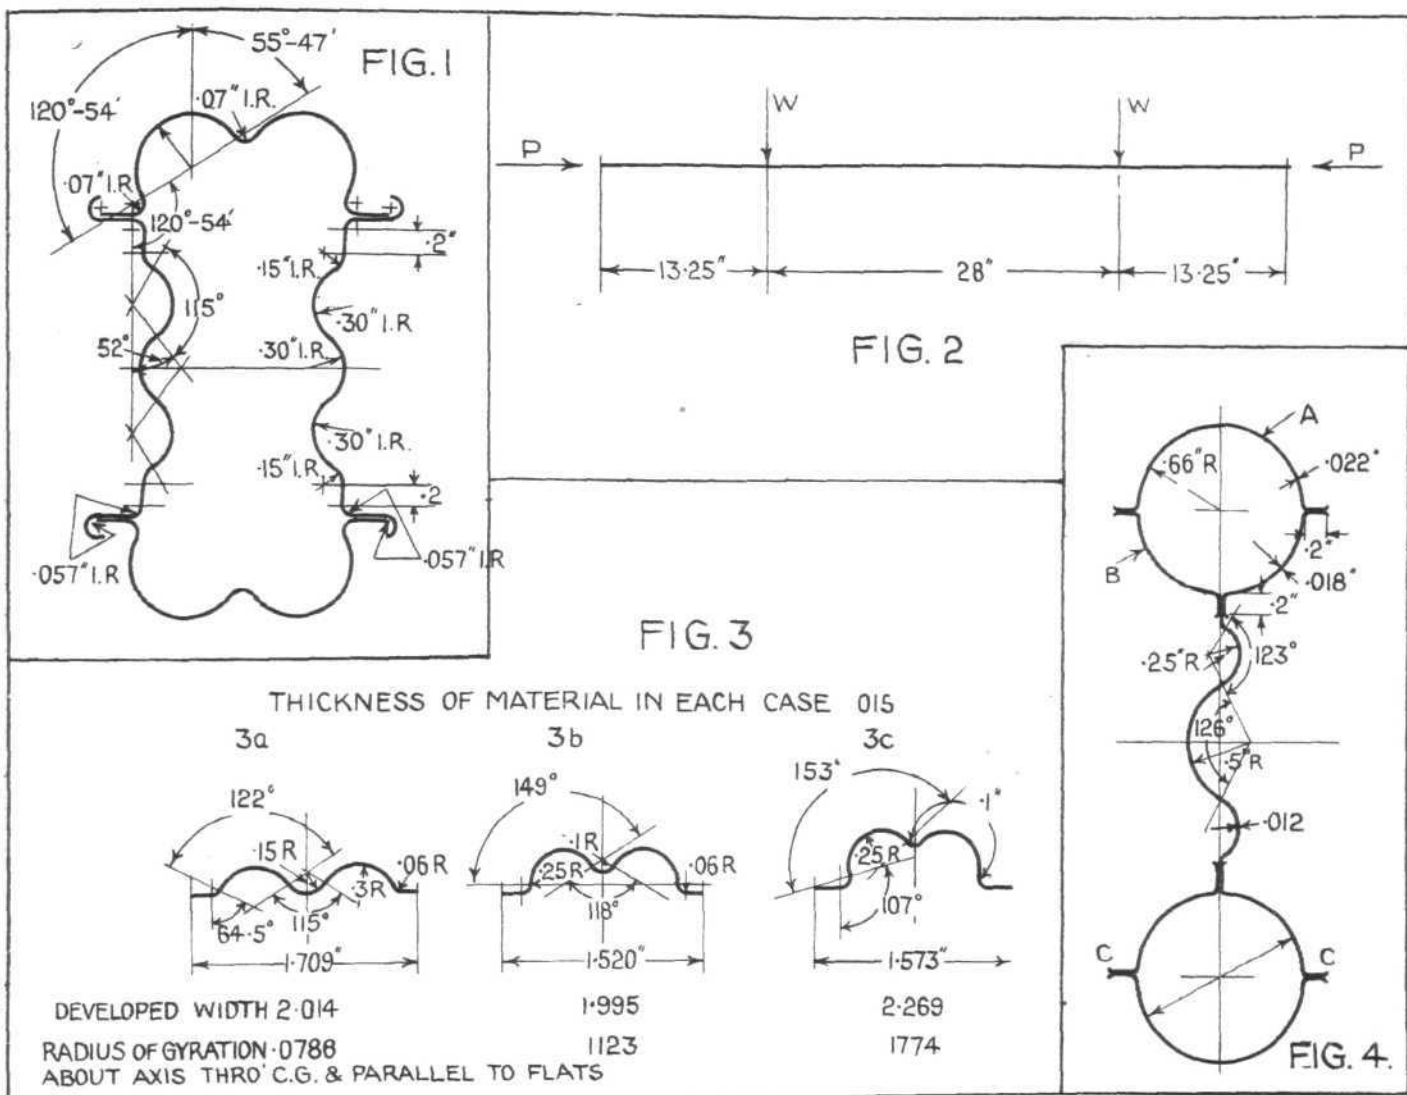 FIG. 1
55°-47'
120°-54'
·07" I.R.
·07" I.R
120°-54'
·2"
·15" I.R.
115°
·30" I.R
52°
·30" I.R.
·30" I.R.
·15" I.R.
·2
·057" I.R
·057" I.R
W
W
P
P
13·25"
28"
13·25"
FIG. 2
A
·66" R
·022"
B
·2"
·018"
·2"
·25" R
123°
126°
·5" R
·012
C
C
FIG. 4.
FIG. 3
THICKNESS OF MATERIAL IN EACH CASE 015
3a
3b
3c
122°
·15 R
·06 R
·3 R
64·5°
115°
1·709"
149°
·1 R
·25 R
·06 R
118°
1·520"
153°
·1"
·25 R
107°
1·573"
DEVELOPED WIDTH 2·014 1·995 2·269
RADIUS OF GYRATION ·0788 1123 1774
ABOUT AXIS THRO' C.G. & PARALLEL TO FLATS